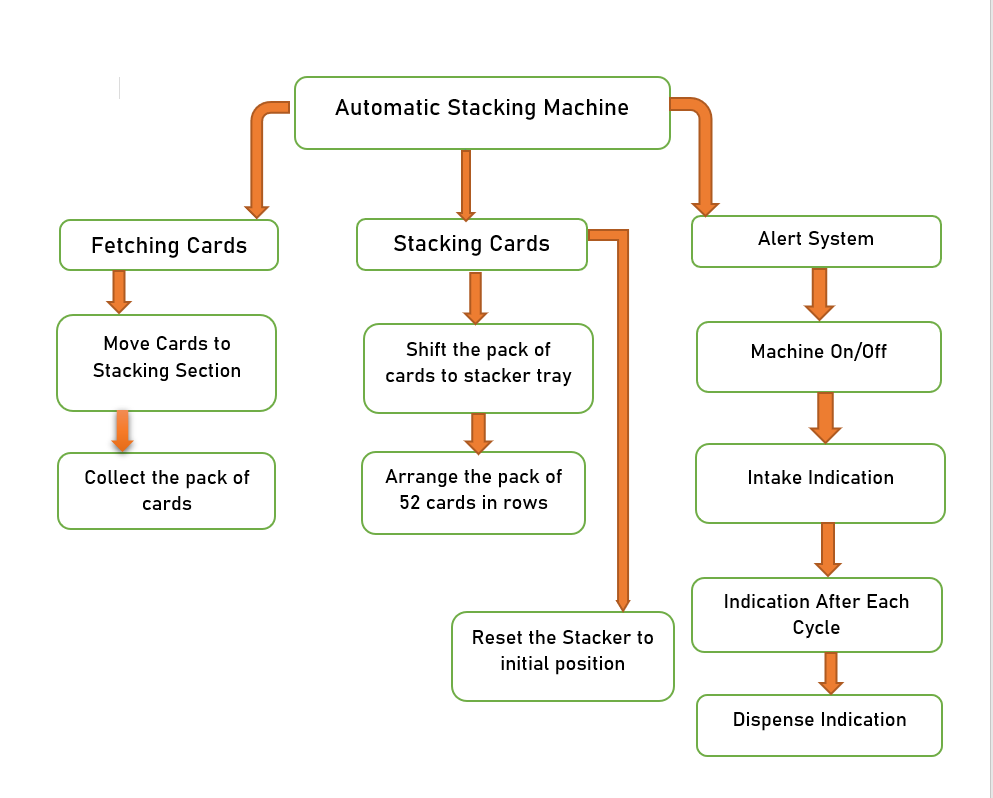 Automatic Stacking Machine
Fetching Cards
Move Cards to
Stacking Section
Collect the pack of
cards
Stacking Cards
Shift the pack of
cards to stacker tray
Arrange the pack of
52 cards in rows
Reset the Stacker to
initial position
Alert System
Machine On/Off
Intake Indication
Indication After Each
Cycle
Dispense Indication